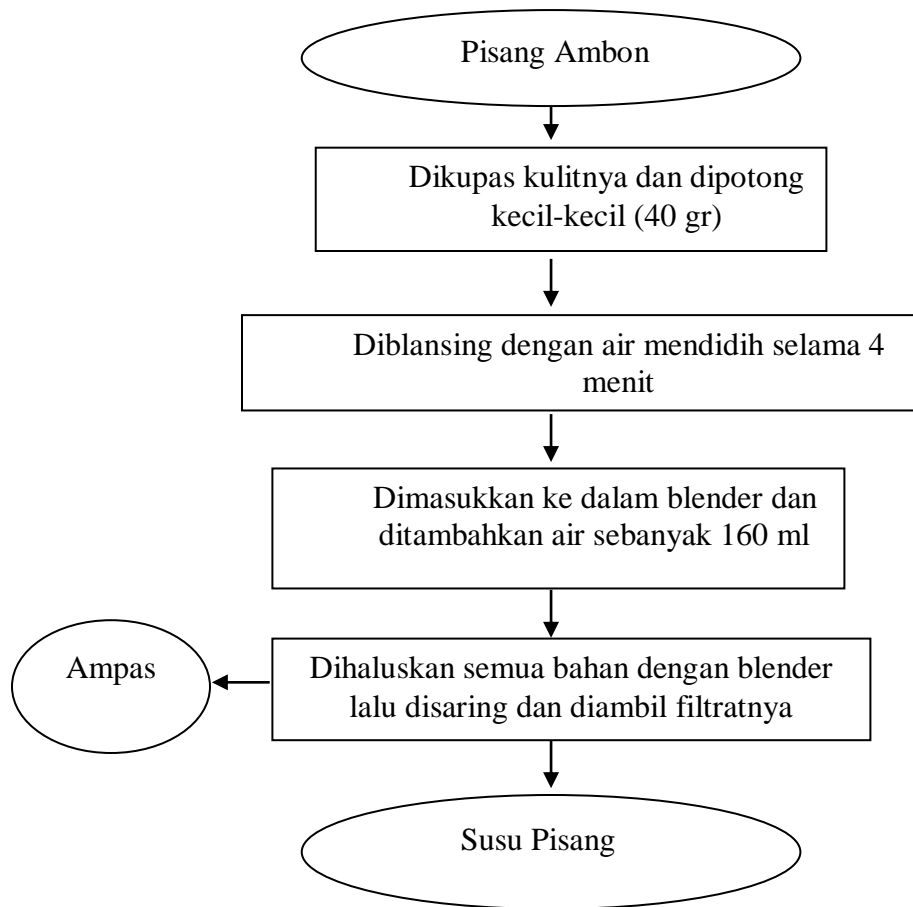 Pisang Ambon
Dikupas kulitnya dan dipotong
kecil-kecil (40 gr)
Diblansing dengan air mendidih selama 4
menit
Dimasukkan ke dalam blender dan
ditambahkan air sebanyak 160 ml
Ampas
Dihaluskan semua bahan dengan blender
lalu disaring dan diambil filtratnya
Susu Pisang